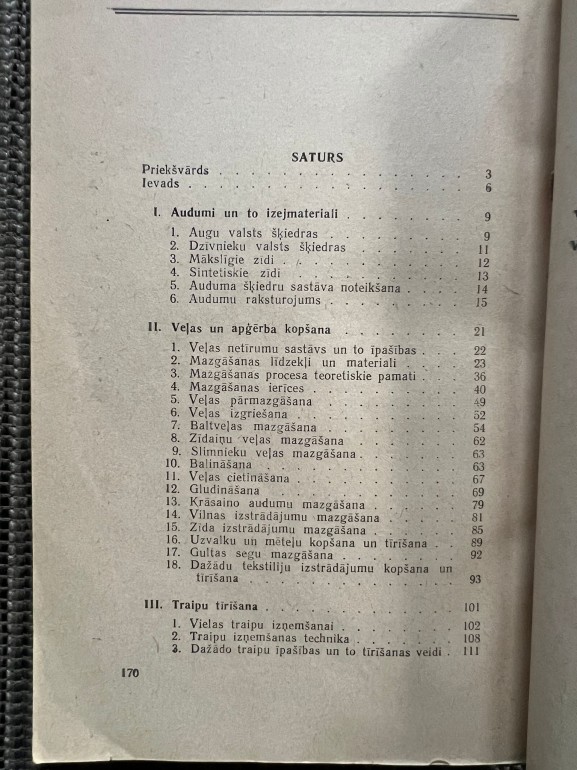 SATURS
Priekšvārds . . . . . . . . . . . . . . . . 3
Ievads . . . . . . . . . . . . . . . . . . 6
I. Audumi un to izejmateriali . . . . . . . . 9
1. Augu valsts šķiedras . . . . . . . . . 9
2. Dzīvnieku valsts šķiedras . . . . . . . 11
3. Mākslīgie zīdi . . . . . . . . . . . . 12
4. Sintetiskie zīdi . . . . . . . . . . . 13
5. Auduma šķiedru sastāva noteikšana . . . . 14
6. Audumu raksturojums . . . . . . . . . 15
II. Veļas un apģērba kopšana . . . . . . . . 21
1. Veļas netīrumu sastāvs un to īpašības . . . 22
2. Mazgāšanas līdzekļi un materiali . . . . 23
3. Mazgāšanas procesa teoretiskie pamati . . . 36
4. Mazgāšanas ierīces . . . . . . . . . . 40
5. Veļas pārmazgāšana . . . . . . . . . . 49
6. Veļas izgriešana . . . . . . . . . . . 52
7. Baltveļas mazgāšana . . . . . . . . . 54
8. Zīdaiņu veļas mazgāšana . . . . . . . 62
9. Slimnieku veļas mazgāšana . . . . . . . 63
10. Balināšana . . . . . . . . . . . . . 63
11. Veļas cietināšana . . . . . . . . . . 67
12. Gludināšana . . . . . . . . . . . . 69
13. Krāsaino audumu mazgāšana . . . . . . 79
14. Vilnas izstrādājumu mazgāšana . . . . . 81
15. Zīda izstrādājumu mazgāšana . . . . . . 85
16. Uzvalku un mēteļu kopšana un tīrīšana . . 89
17. Gultas segu mazgāšana . . . . . . . . 92
18. Dažādu tekstiliju izstrādājumu kopšana un
tīrīšana . . . . . . . . . . . . . . 93
III. Traipu tīrīšana . . . . . . . . . . . . 101
1. Vielas traipu izņemšanai . . . . . . . 102
2. Traipu izņemšanas technika . . . . . . 108
3. Dažādo traipu īpašības un to tīrīšanas veidi . 111
170